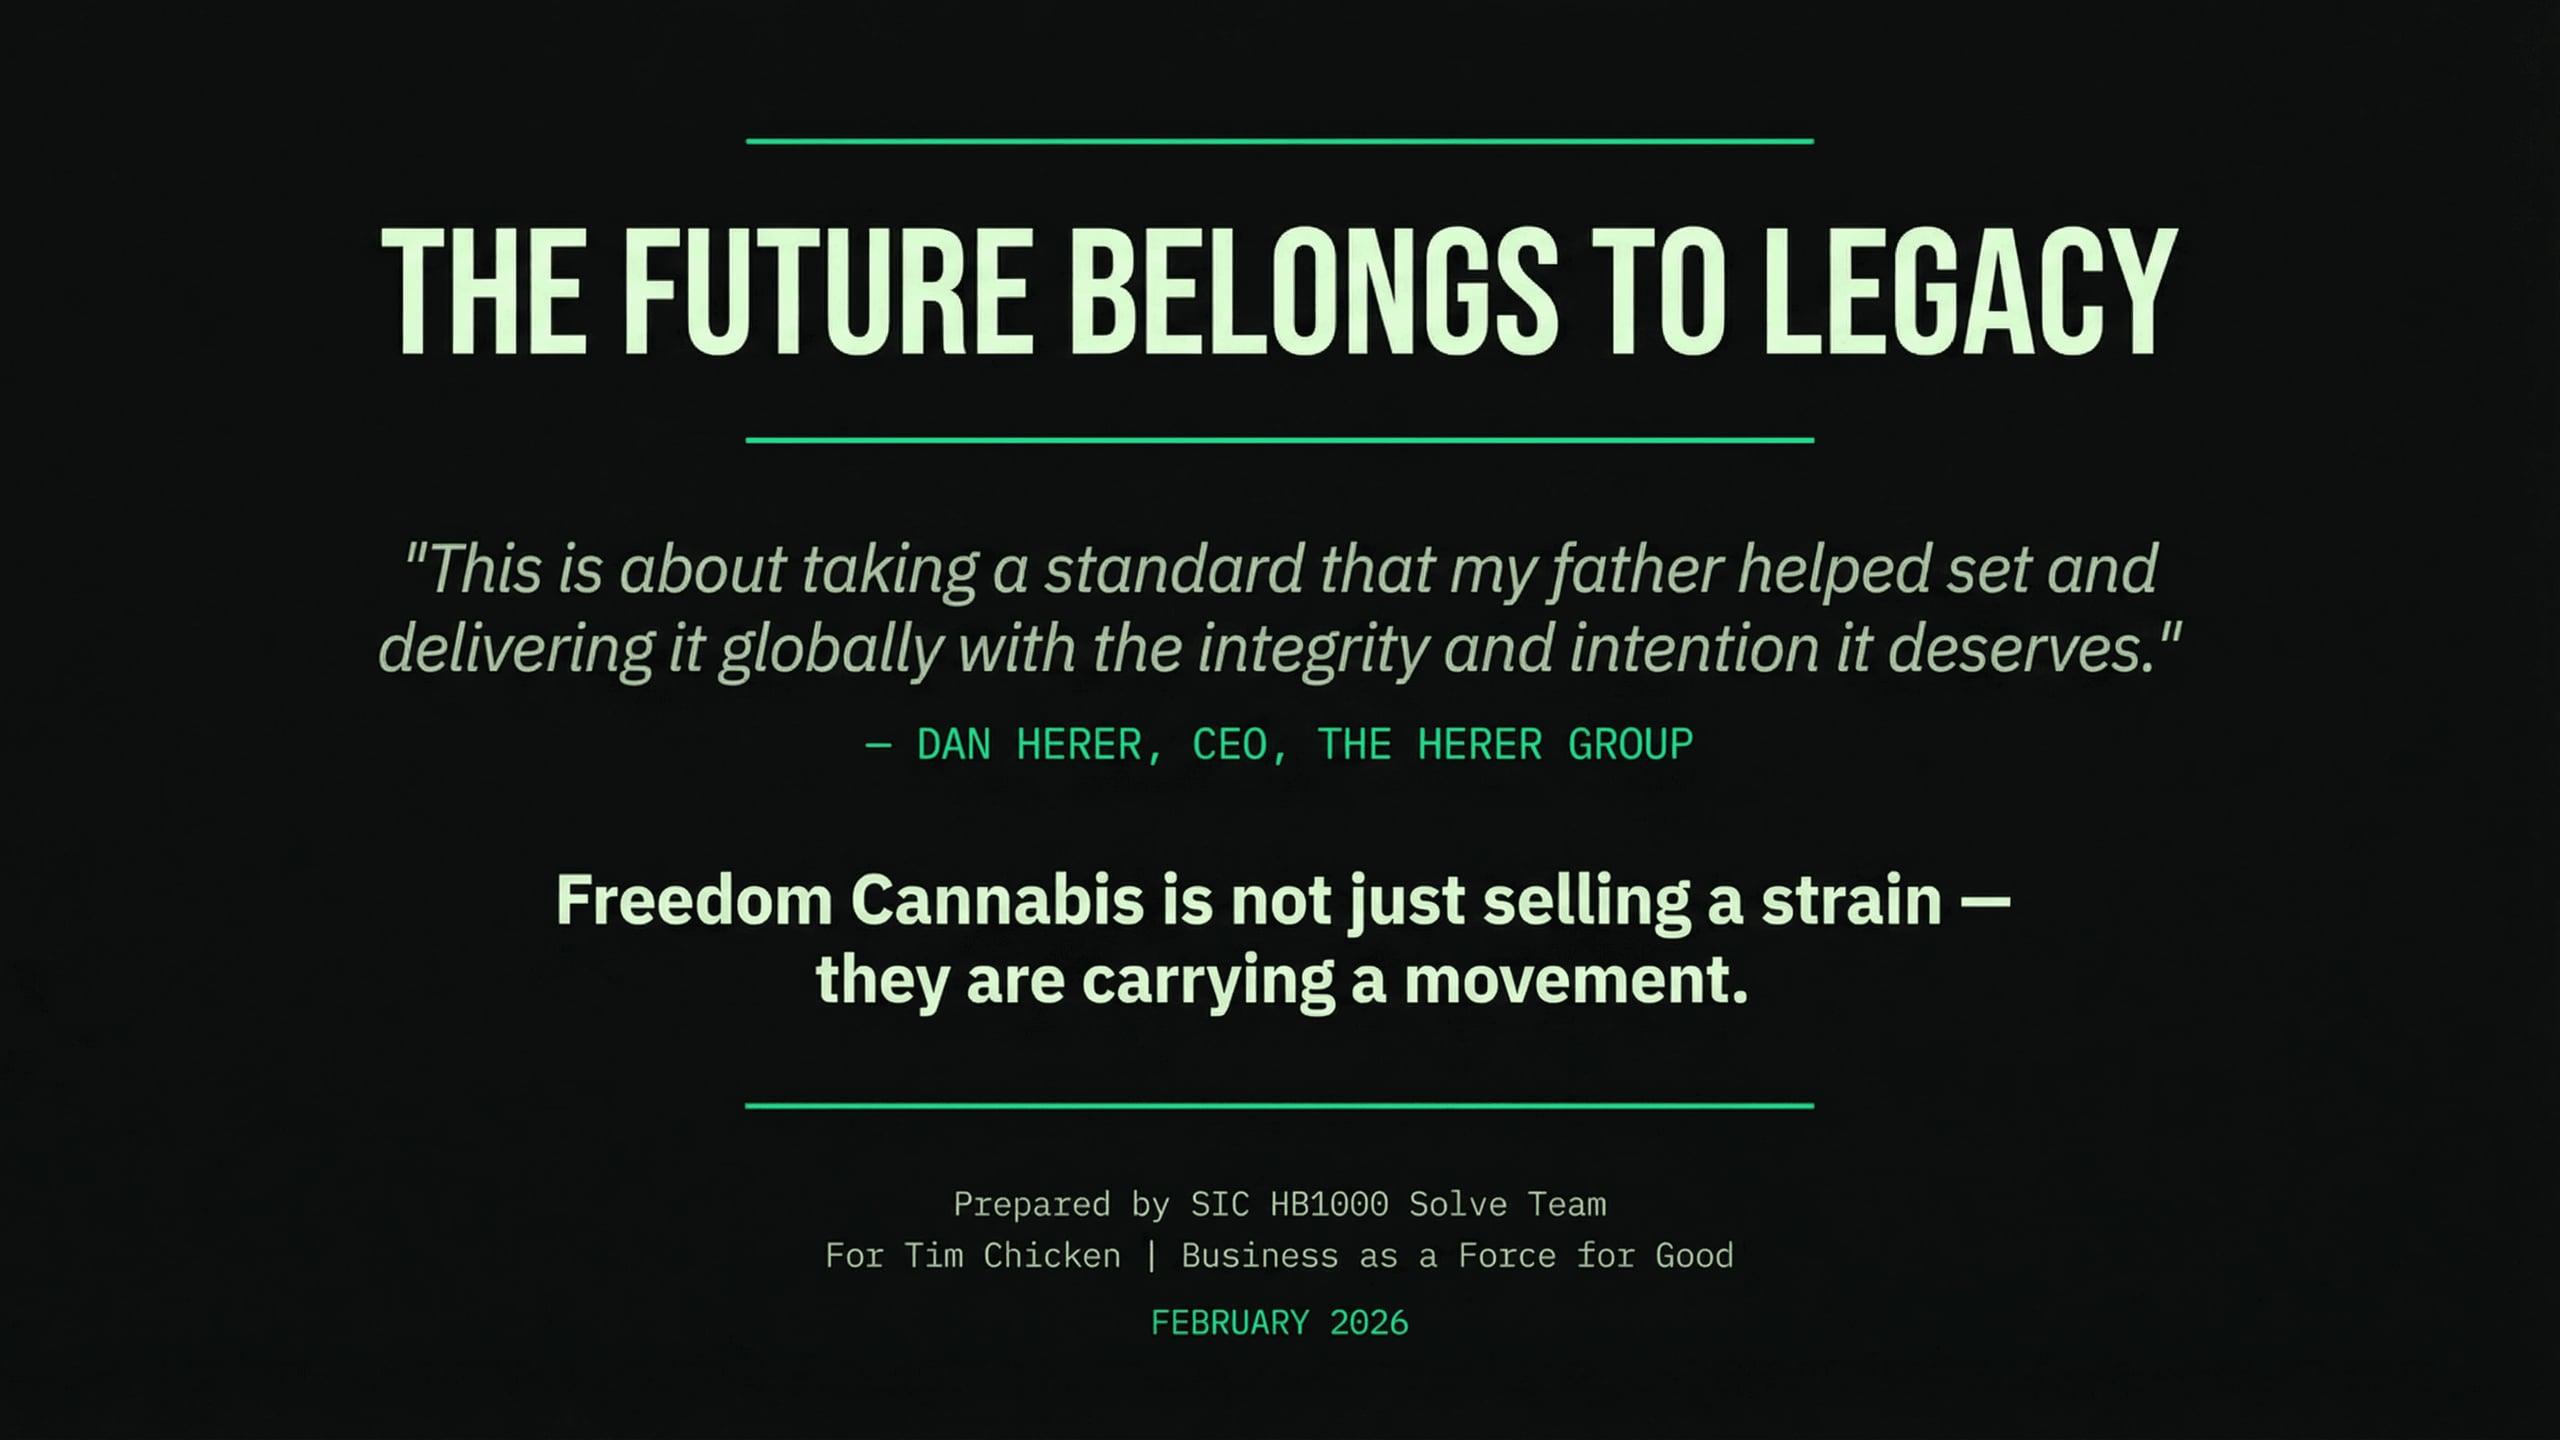 THE FUTURE BELONGS TO LEGACY
"This is about taking a standard that my father helped set and
delivering it globally with the integrity and intention it deserves."
— DAN HERER, CEO, THE HERER GROUP
Freedom Cannabis is not just selling a strain —
they are carrying a movement.
Prepared by SIC HB1000 Solve Team
For Tim Chicken | Business as a Force for Good
FEBRUARY 2026